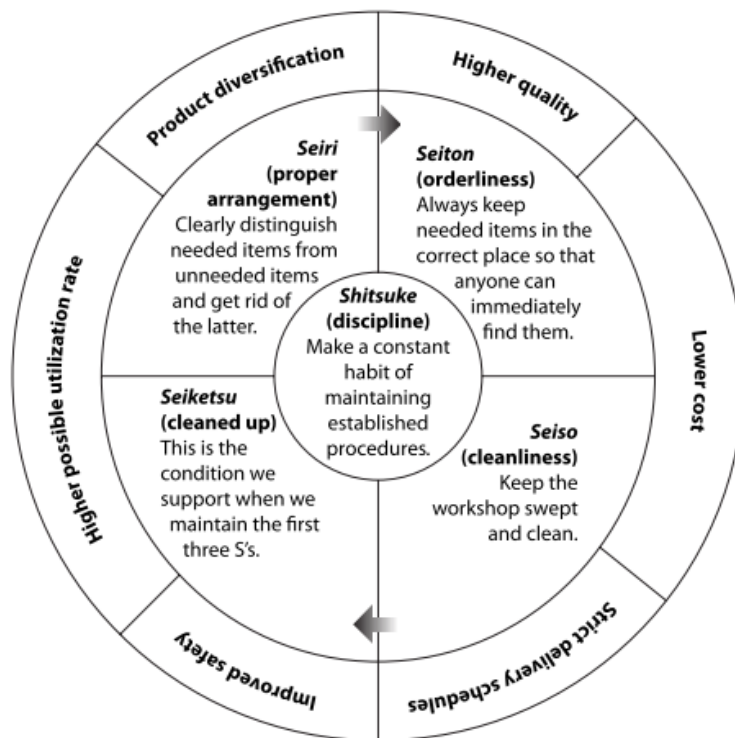 Product diversification
Higher quality
Lower cost
Strict delivery schedules
Improved safety
Higher possible utilization rate
Seiri
(proper
arrangement)
Clearly distinguish
needed items from
unneeded items
and get rid of
the latter.
Seiton
(orderliness)
Always keep
needed items in the
correct place so that
anyone can
immediately
find them.
Shitsuke
(discipline)
Make a constant
habit of
maintaining
established
procedures.
Seiketsu
(cleaned up)
This is the
condition we
support when we
maintain the first
three S's.
Seiso
(cleanliness)
Keep the
workshop swept
and clean.